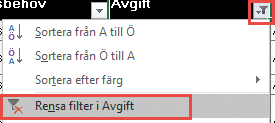 sbehov Avgift
Sortera från A till Ö
Sortera från Ö till A
Sortera efter färg
Rensa filter i Avgift